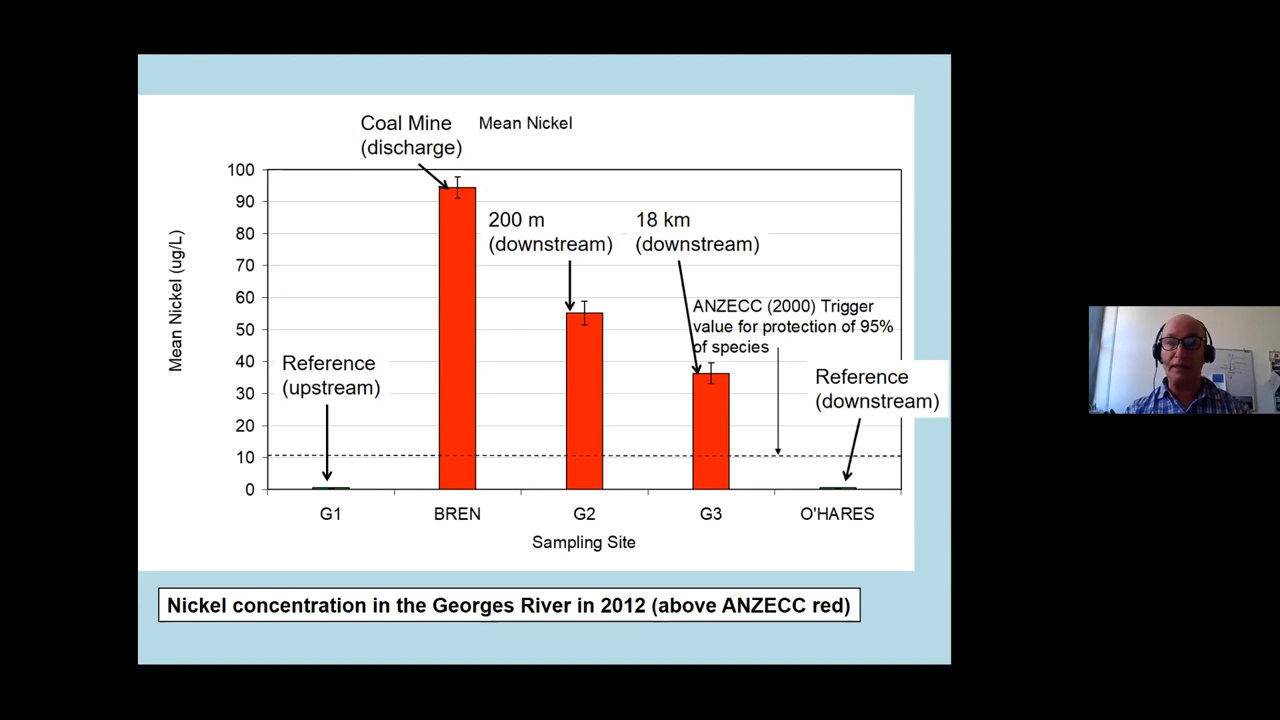 Coal Mine
(discharge)
Mean Nickel
100
90
80
70
60
50
40
30
20
10
0
Mean Nickel (ug/L)
200 m
(downstream)
18 km
(downstream)
ANZECC (2000) Trigger
value for protection of 95%
of species
Reference
(upstream)
Reference
(downstream)
G1
BREN
G2
G3
O'HARES
Sampling Site
Nickel concentration in the Georges River in 2012 (above ANZECC red)